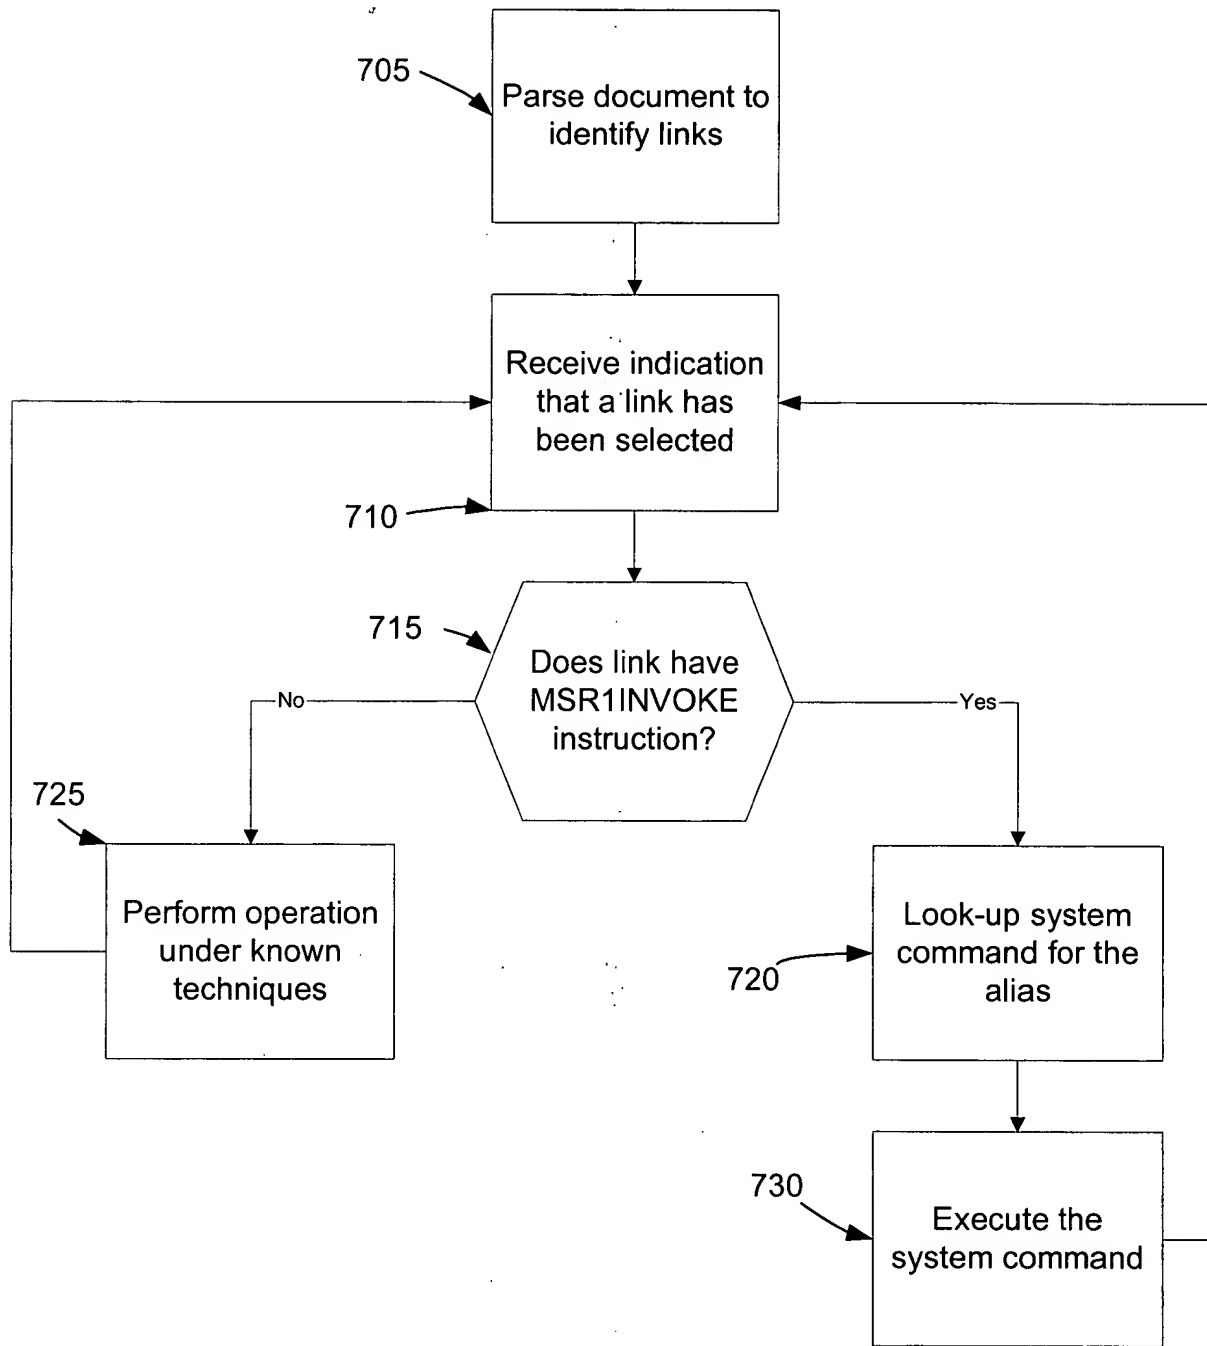 705
Parse document to
identify links
Receive indication
that a link has
been selected
710
715
Does link have
MSR1INVOKE
instruction?
No
Yes
725
Perform operation
under known
techniques
Look-up system
command for the
alias
720
730
Execute the
system command